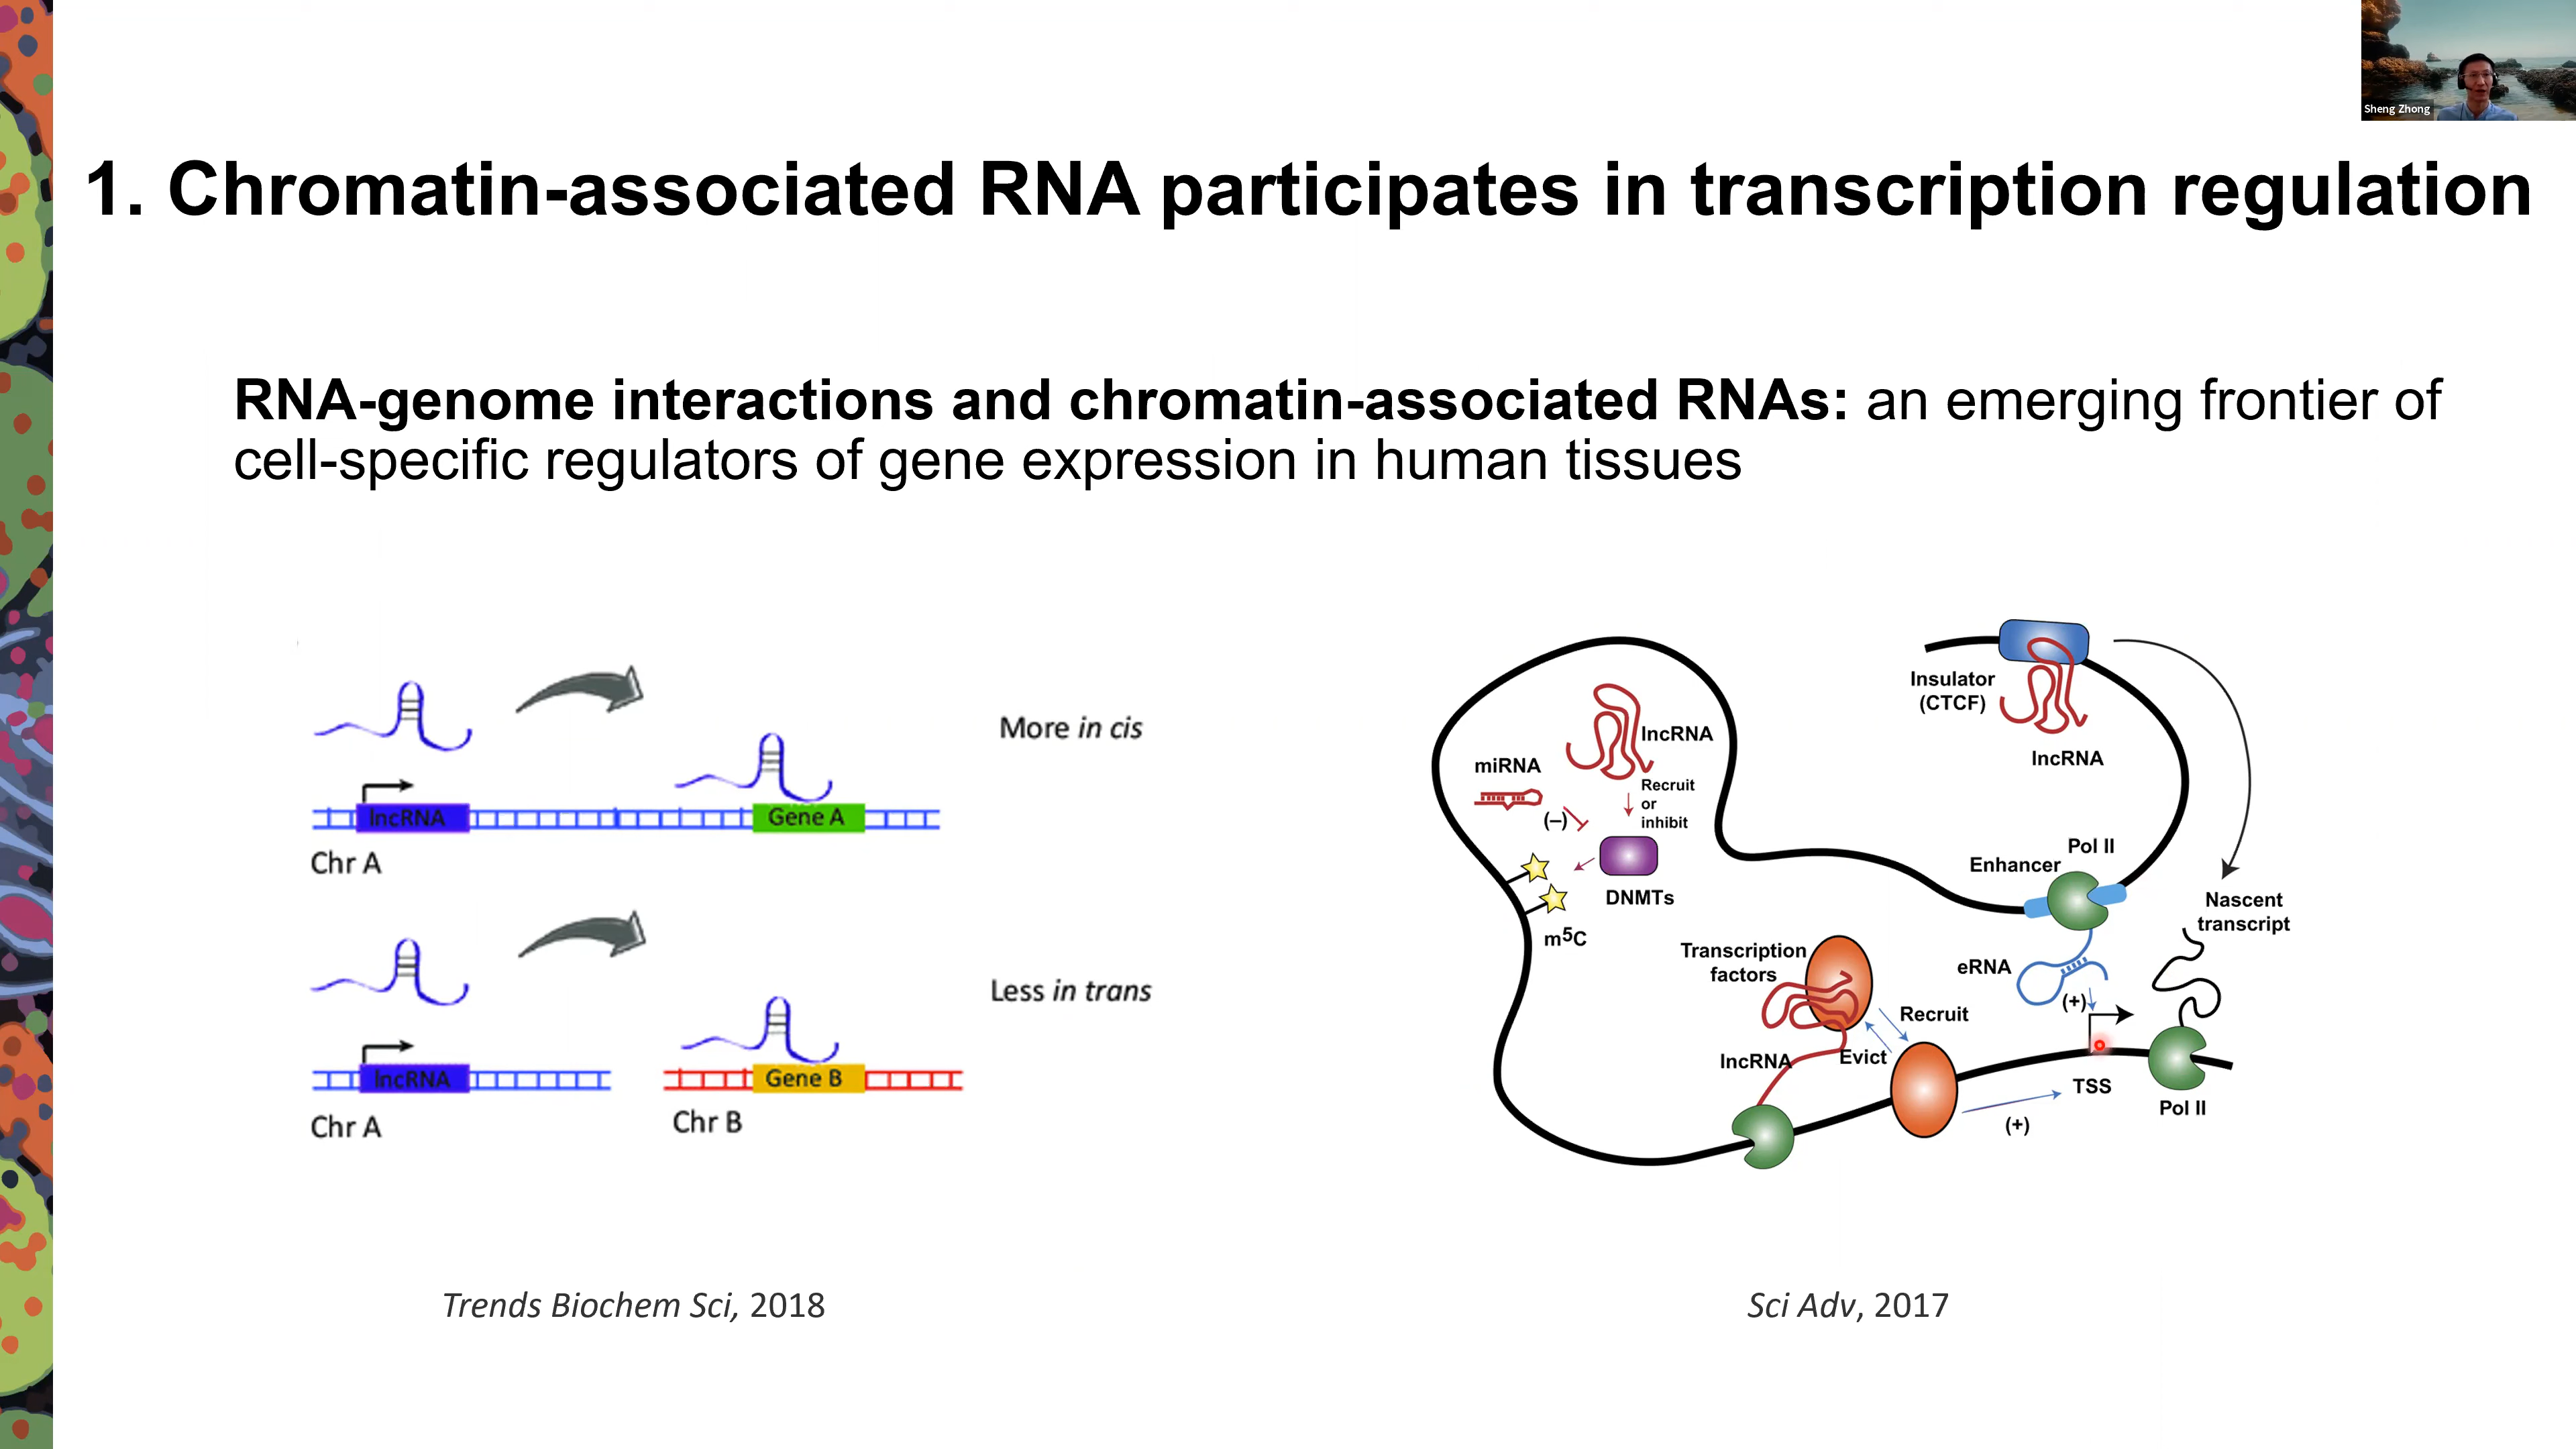 Sheng Zhong
1. Chromatin-associated RNA participates in transcription regulation
RNA-genome interactions and chromatin-associated RNAs: an emerging frontier of
cell-specific regulators of gene expression in human tissues
More in cis
lncRNA
Gene A
Chr A
Less in trans
lncRNA
Gene B
Chr A
Chr B
Trends Biochem Sci, 2018
Insulator
(CTCF)
lncRNA
lncRNA
miRNA
Recruit
or
inhibit
(–)
DNMTs
m5C
Enhancer
Pol II
Nascent
transcript
Transcription
factors
eRNA
(+)
Recruit
Evict
lncRNA
TSS
Pol II
(+)
Sci Adv, 2017